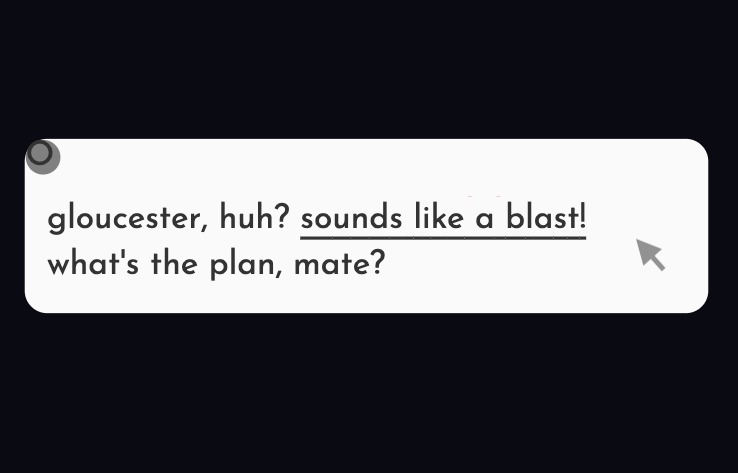 gloucester, huh? sounds like a blast!
what's the plan, mate?